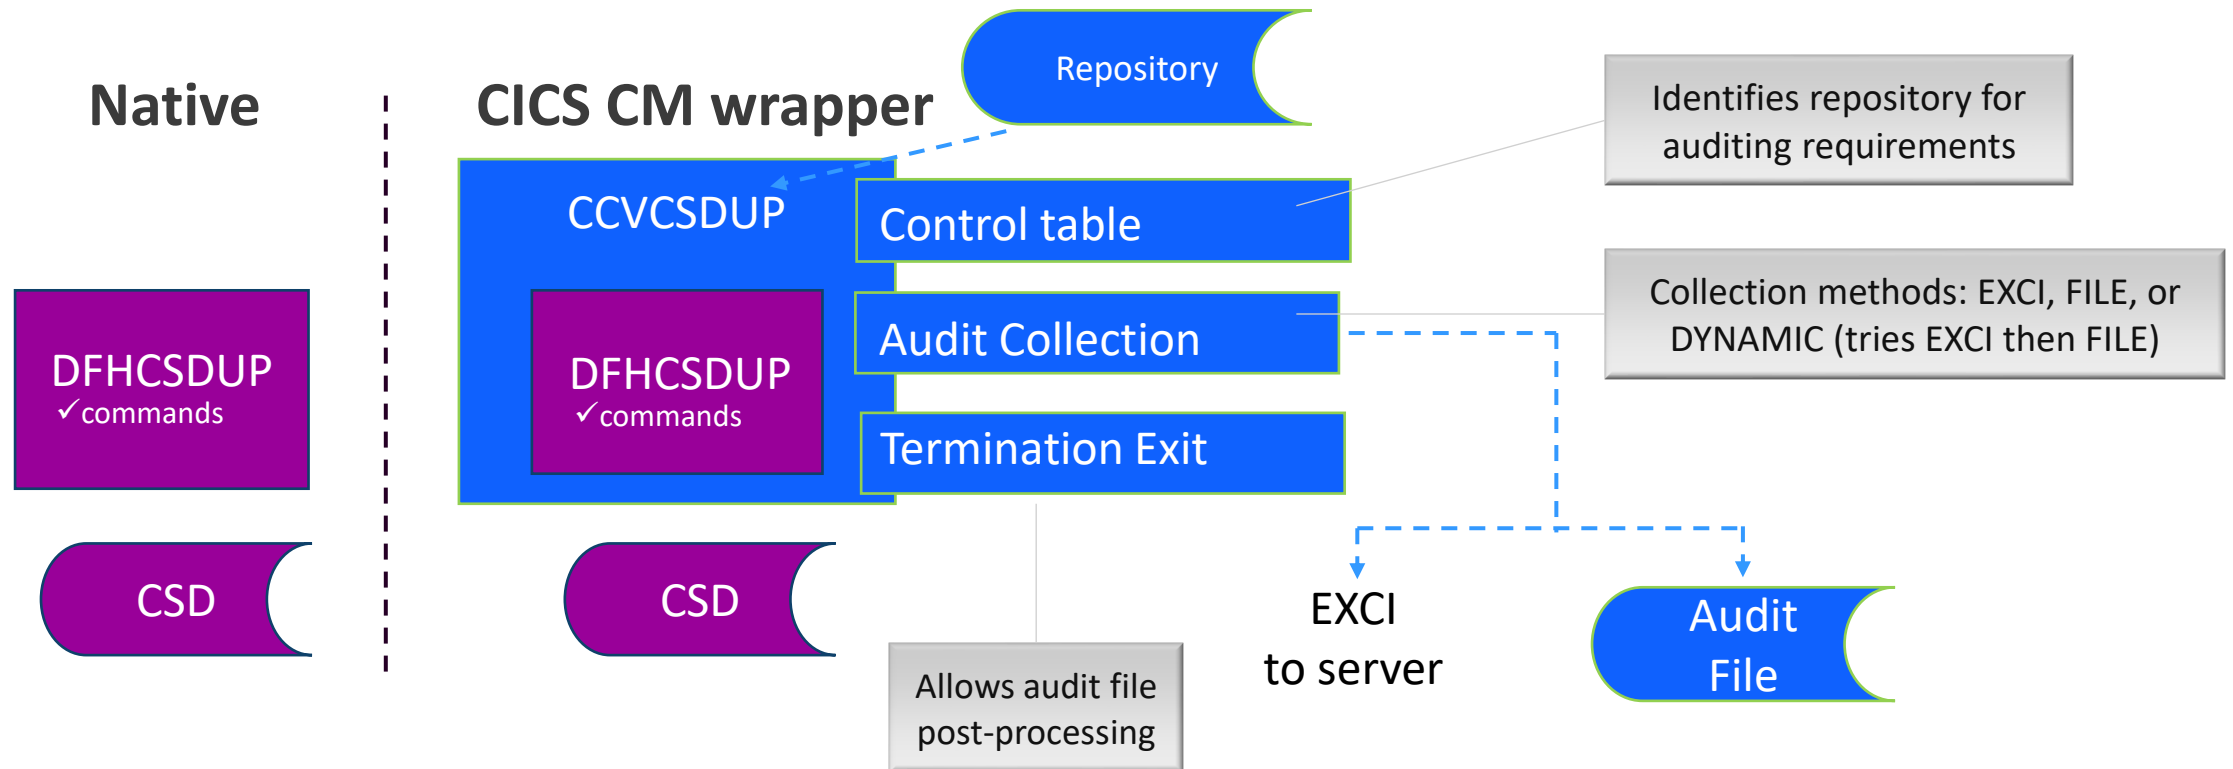 Native
CICS CM wrapper
Repository
Identifies repository for
auditing requirements
CCVCSDUP
Control table
Collection methods: EXCI, FILE, or
DYNAMIC (tries EXCI then FILE)
DFHCSDUP
✓commands
DFHCSDUP
✓commands
Audit Collection
Termination Exit
CSD
CSD
Allows audit file
post-processing
EXCI
to server
Audit
File